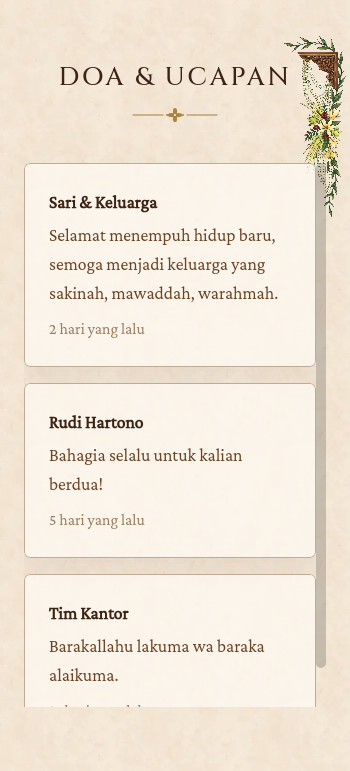 DOA & UCAPAN
Sari & Keluarga
Selamat menempuh hidup baru,
semoga menjadi keluarga yang
sakinah, mawaddah, warahmah.
2 hari yang lalu
Rudi Hartono
Bahagia selalu untuk kalian
berdua!
5 hari yang lalu
Tim Kantor
Barakallahu lakuma wa baraka
alaikuma.